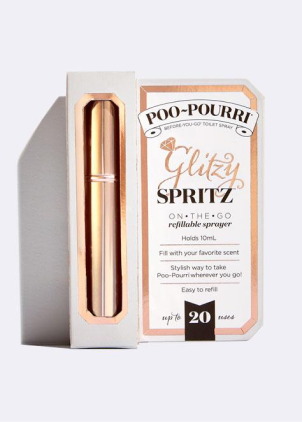 POO~POURRI®
BEFORE-YOU-GO® TOILET SPRAY
Glitzy
SPRITZ
ON•THE•GO
refillable sprayer
Holds 10mL
Fill with your favorite scent
Stylish way to take
Poo-Pourri wherever you go!
Easy to refill
up to 20 uses